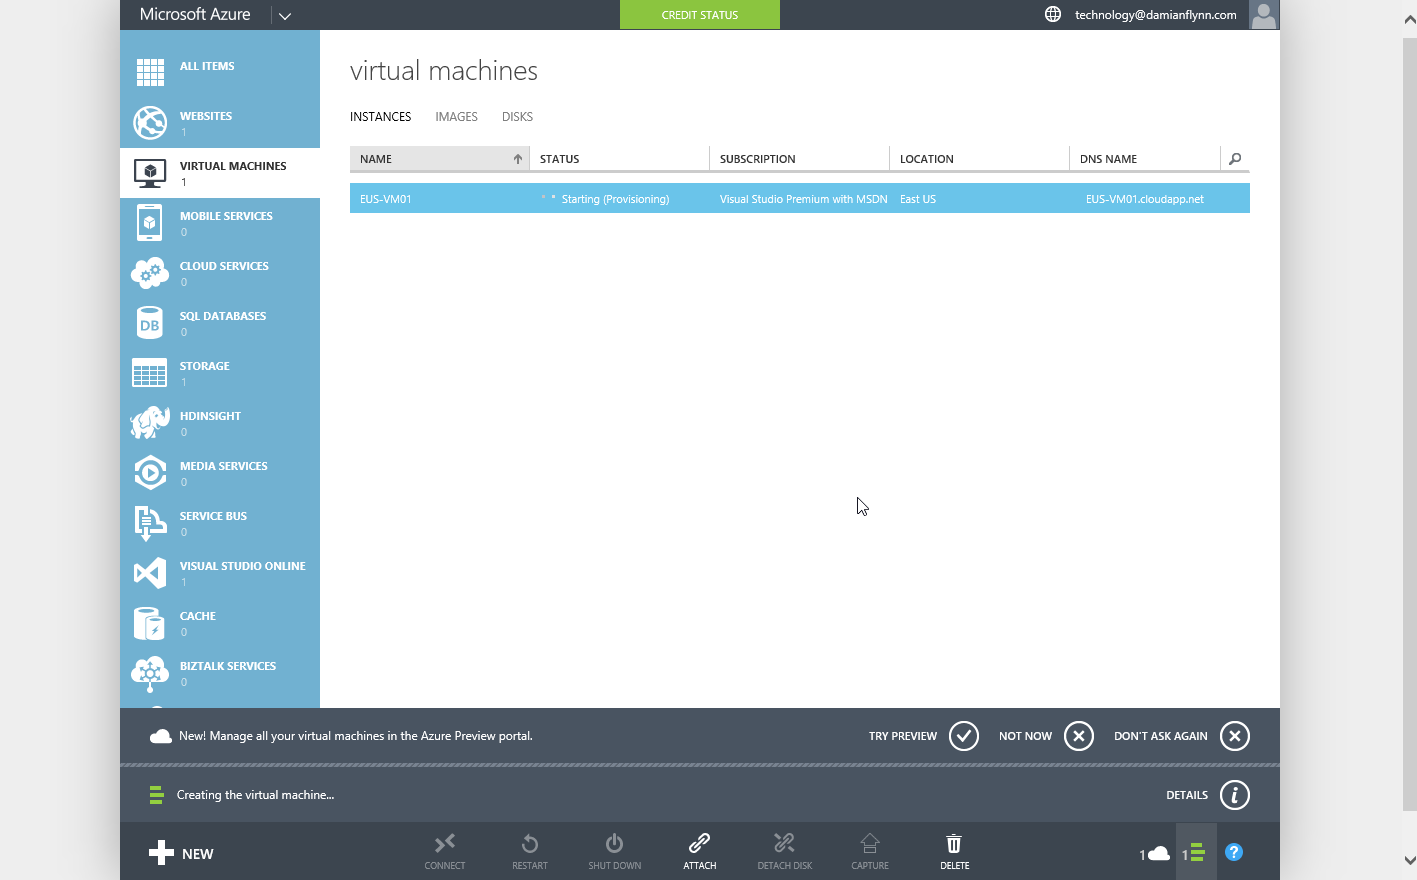 Microsoft Azure
CREDIT STATUS
technology@damianflynn.com
ALL ITEMS
WEBSITES
1
VIRTUAL MACHINES
1
MOBILE SERVICES
0
CLOUD SERVICES
0
SQL DATABASES
0
DB
STORAGE
1
HDINSIGHT
0
MEDIA SERVICES
0
SERVICE BUS
0
VISUAL STUDIO ONLINE
1
CACHE
0
BIZTALK SERVICES
0
virtual machines
INSTANCES IMAGES DISKS
NAME STATUS SUBSCRIPTION LOCATION DNS NAME
EUS-VM01 Starting (Provisioning) Visual Studio Premium with MSDN East US EUS-VM01.cloudapp.net
New! Manage all your virtual machines in the Azure Preview portal. TRY PREVIEW NOT NOW DON'T ASK AGAIN
Creating the virtual machine... DETAILS i
NEW CONNECT RESTART SHUT DOWN ATTACH DETACH DISK CAPTURE DELETE 1 1 ?